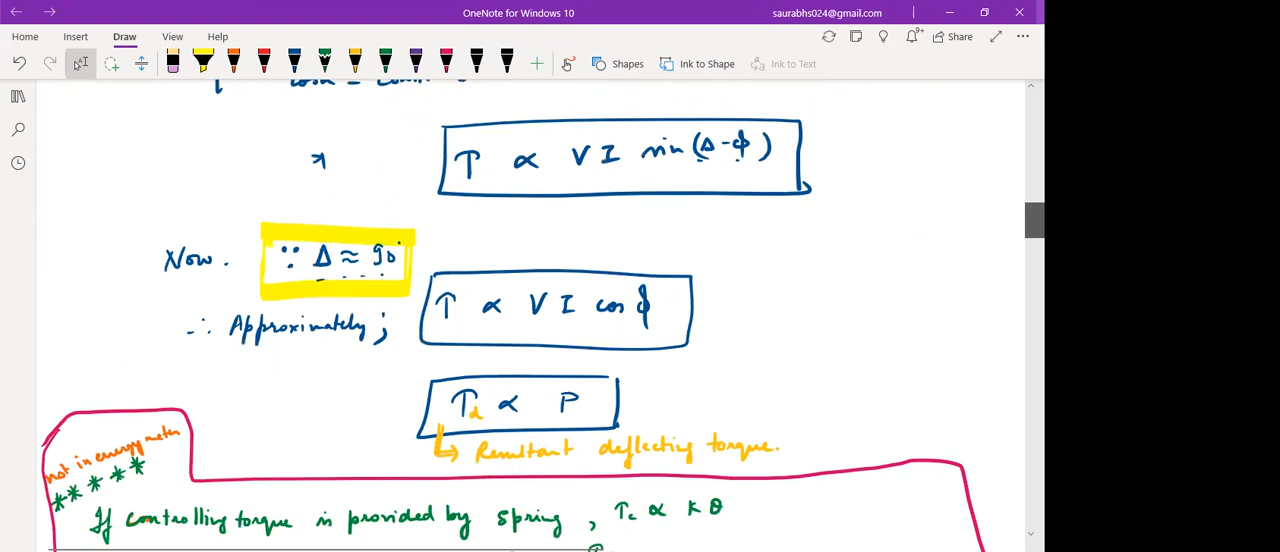 OneNote for Windows 10
saurabhs024@gmail.com
Home Insert Draw View Help
Share
Shapes Ink to Shape Ink to Text
T ∝ V I sin (Δ - φ)
*
Now. ∵ Δ ≈ 90°
∴ Approximately; T ∝ V I cos φ
Td ∝ P
↳ Resultant deflecting torque.
not in energy meter
*****
If controlling torque is provided by spring, Tc ∝ K θ